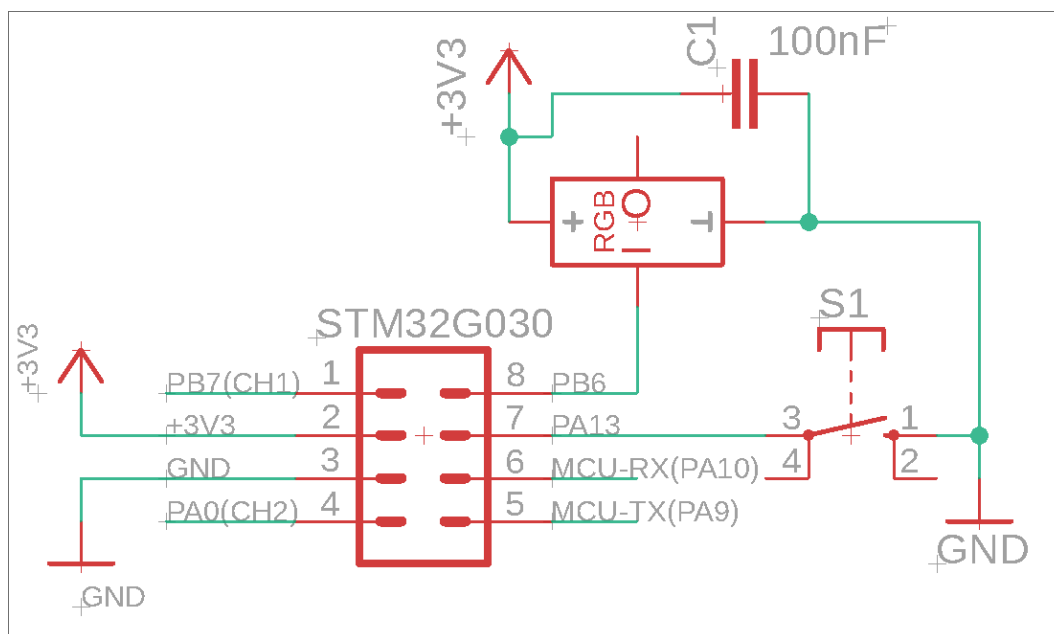 C1
100nF
+3V3
+
RGB
I
O
⊥
S1
STM32G030
+3V3
PB7(CH1)
1
8
PB6
+3V3
2
7
PA13
3
1
GND
3
6
MCU-RX(PA10)
4
2
PA0(CH2)
4
5
MCU-TX(PA9)
GND
GND